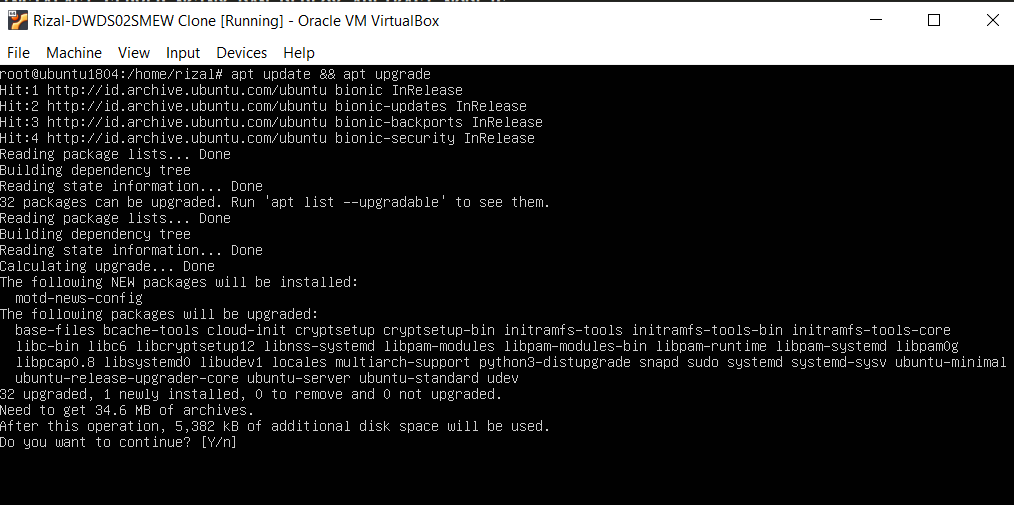 Rizal-DWDS02SMEW Clone [Running] - Oracle VM VirtualBox
File Machine View Input Devices Help
root@ubuntu1804:/home/rizal# apt update && apt upgrade
Hit:1 http://id.archive.ubuntu.com/ubuntu bionic InRelease
Hit:2 http://id.archive.ubuntu.com/ubuntu bionic-updates InRelease
Hit:3 http://id.archive.ubuntu.com/ubuntu bionic-backports InRelease
Hit:4 http://id.archive.ubuntu.com/ubuntu bionic-security InRelease
Reading package lists... Done
Building dependency tree
Reading state information... Done
32 packages can be upgraded. Run 'apt list --upgradable' to see them.
Reading package lists... Done
Building dependency tree
Reading state information... Done
Calculating upgrade... Done
The following NEW packages will be installed:
  motd-news-config
The following packages will be upgraded:
  base-files bcache-tools cloud-init cryptsetup cryptsetup-bin initramfs-tools initramfs-tools-bin initramfs-tools-core
  libc-bin libc6 libcryptsetup12 libnss-systemd libpam-modules libpam-modules-bin libpam-runtime libpam-systemd libpam0g
  libpcap0.8 libsystemd0 libudev1 locales multiarch-support python3-distupgrade snapd sudo systemd systemd-sysv ubuntu-minimal
  ubuntu-release-upgrader-core ubuntu-server ubuntu-standard udev
32 upgraded, 1 newly installed, 0 to remove and 0 not upgraded.
Need to get 34.6 MB of archives.
After this operation, 5,382 kB of additional disk space will be used.
Do you want to continue? [Y/n]